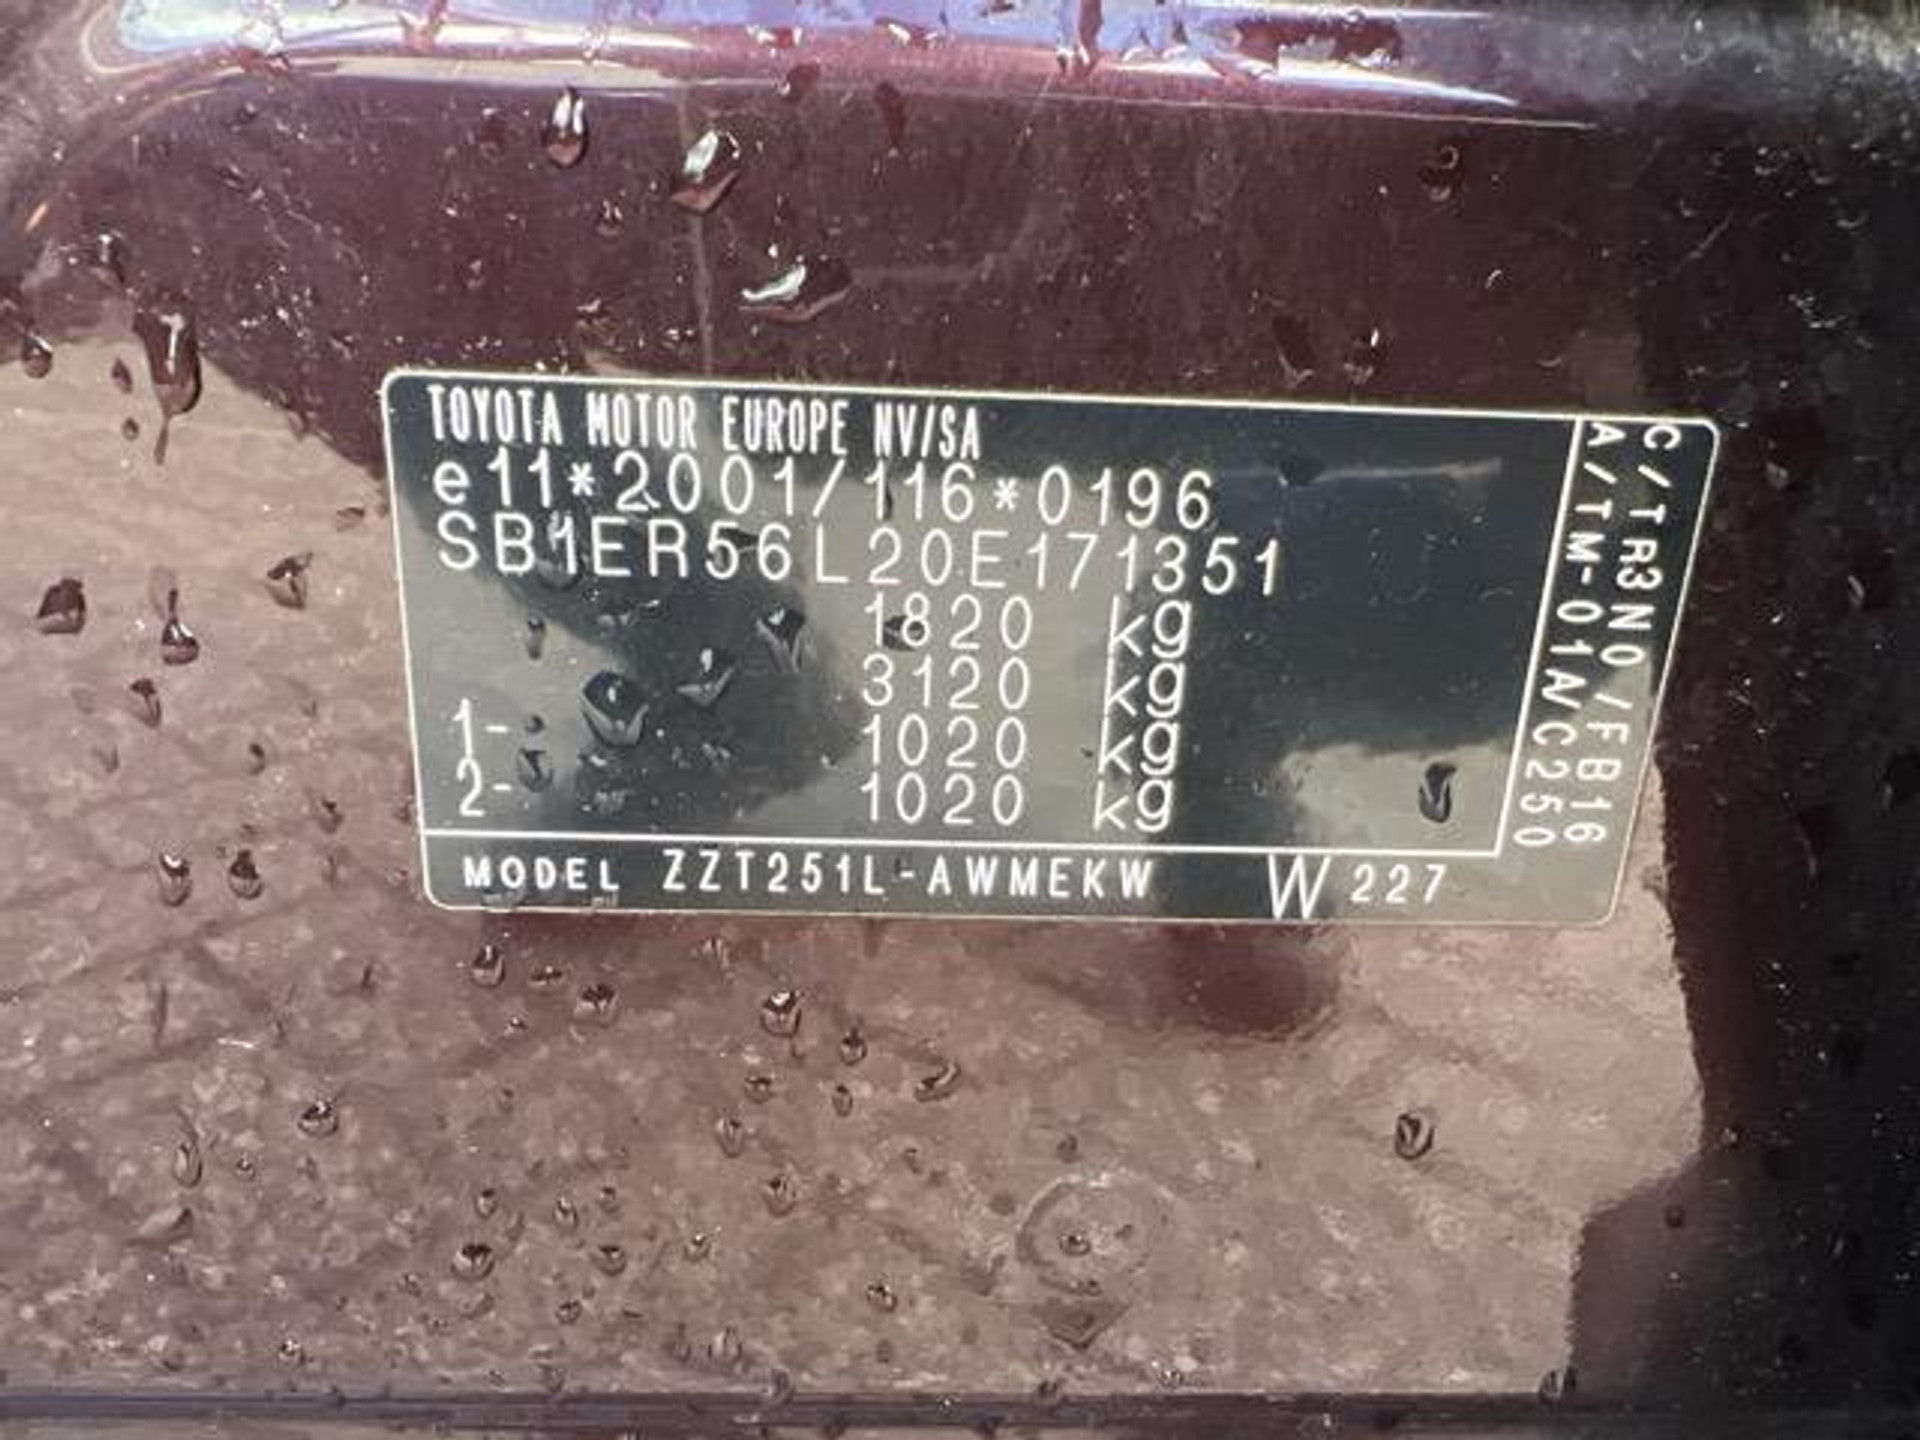 TOYOTA MOTOR EUROPE NV/SA
e11*2001/116*0196
SB1ER56L20E171351
1820 kg
3120 kg
1- 1020 kg
2- 1020 kg
MODEL ZZT251L-AWMEKW W 227
C/TR3N0/FB16
A/TM-01A/C250